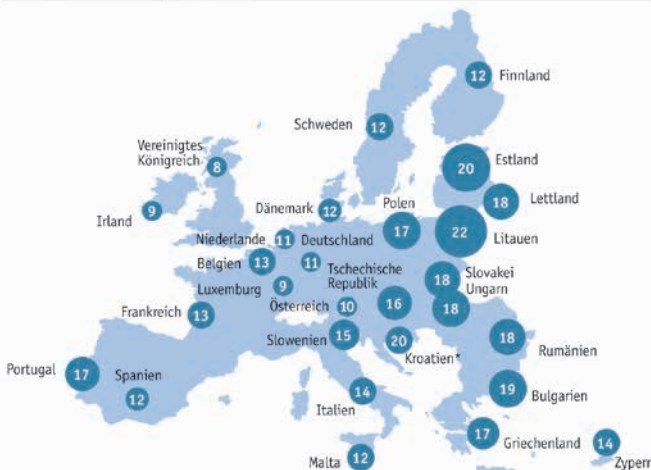 12
Finnland
Schweden
12
Vereinigtes
Königreich
8
20
Estland
18
Lettland
Irland
9
Dänemark
12
Polen
17
22
Litauen
Niederlande
11
Deutschland
11
Belgien
13
Tschechische
Republik
16
18
Slovakei
Ungarn
18
Luxemburg
9
Österreich
10
Frankreich
13
Slowenien
15
20
Kroatien*
18
Rumänien
Portugal
17
Spanien
12
14
Italien
19
Bulgarien
17
Griechenland
14
Zypern
Malta
12